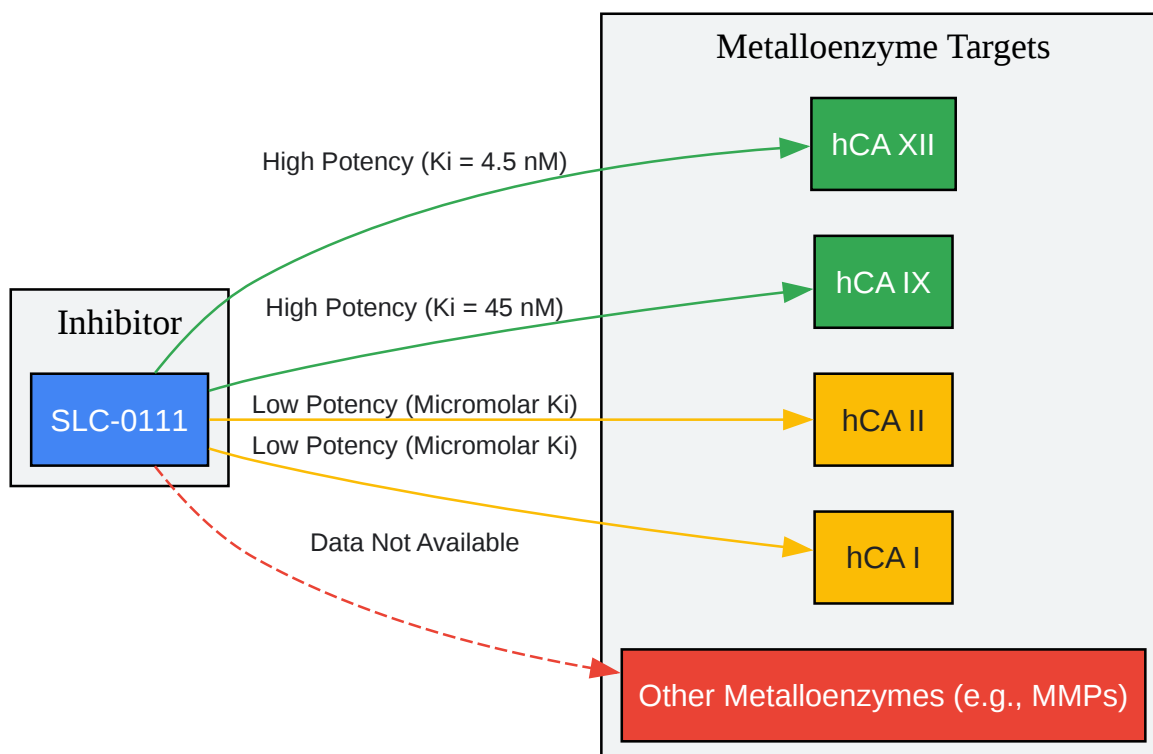 Metalloenzyme Targets
hCA XII
High Potency (Ki = 4.5 nM)
hCA IX
High Potency (Ki = 45 nM)
Inhibitor
SLC-0111
Low Potency (Micromolar Ki)
hCA II
Low Potency (Micromolar Ki)
Data Not Available
hCA I
Other Metalloenzymes (e.g., MMPs)